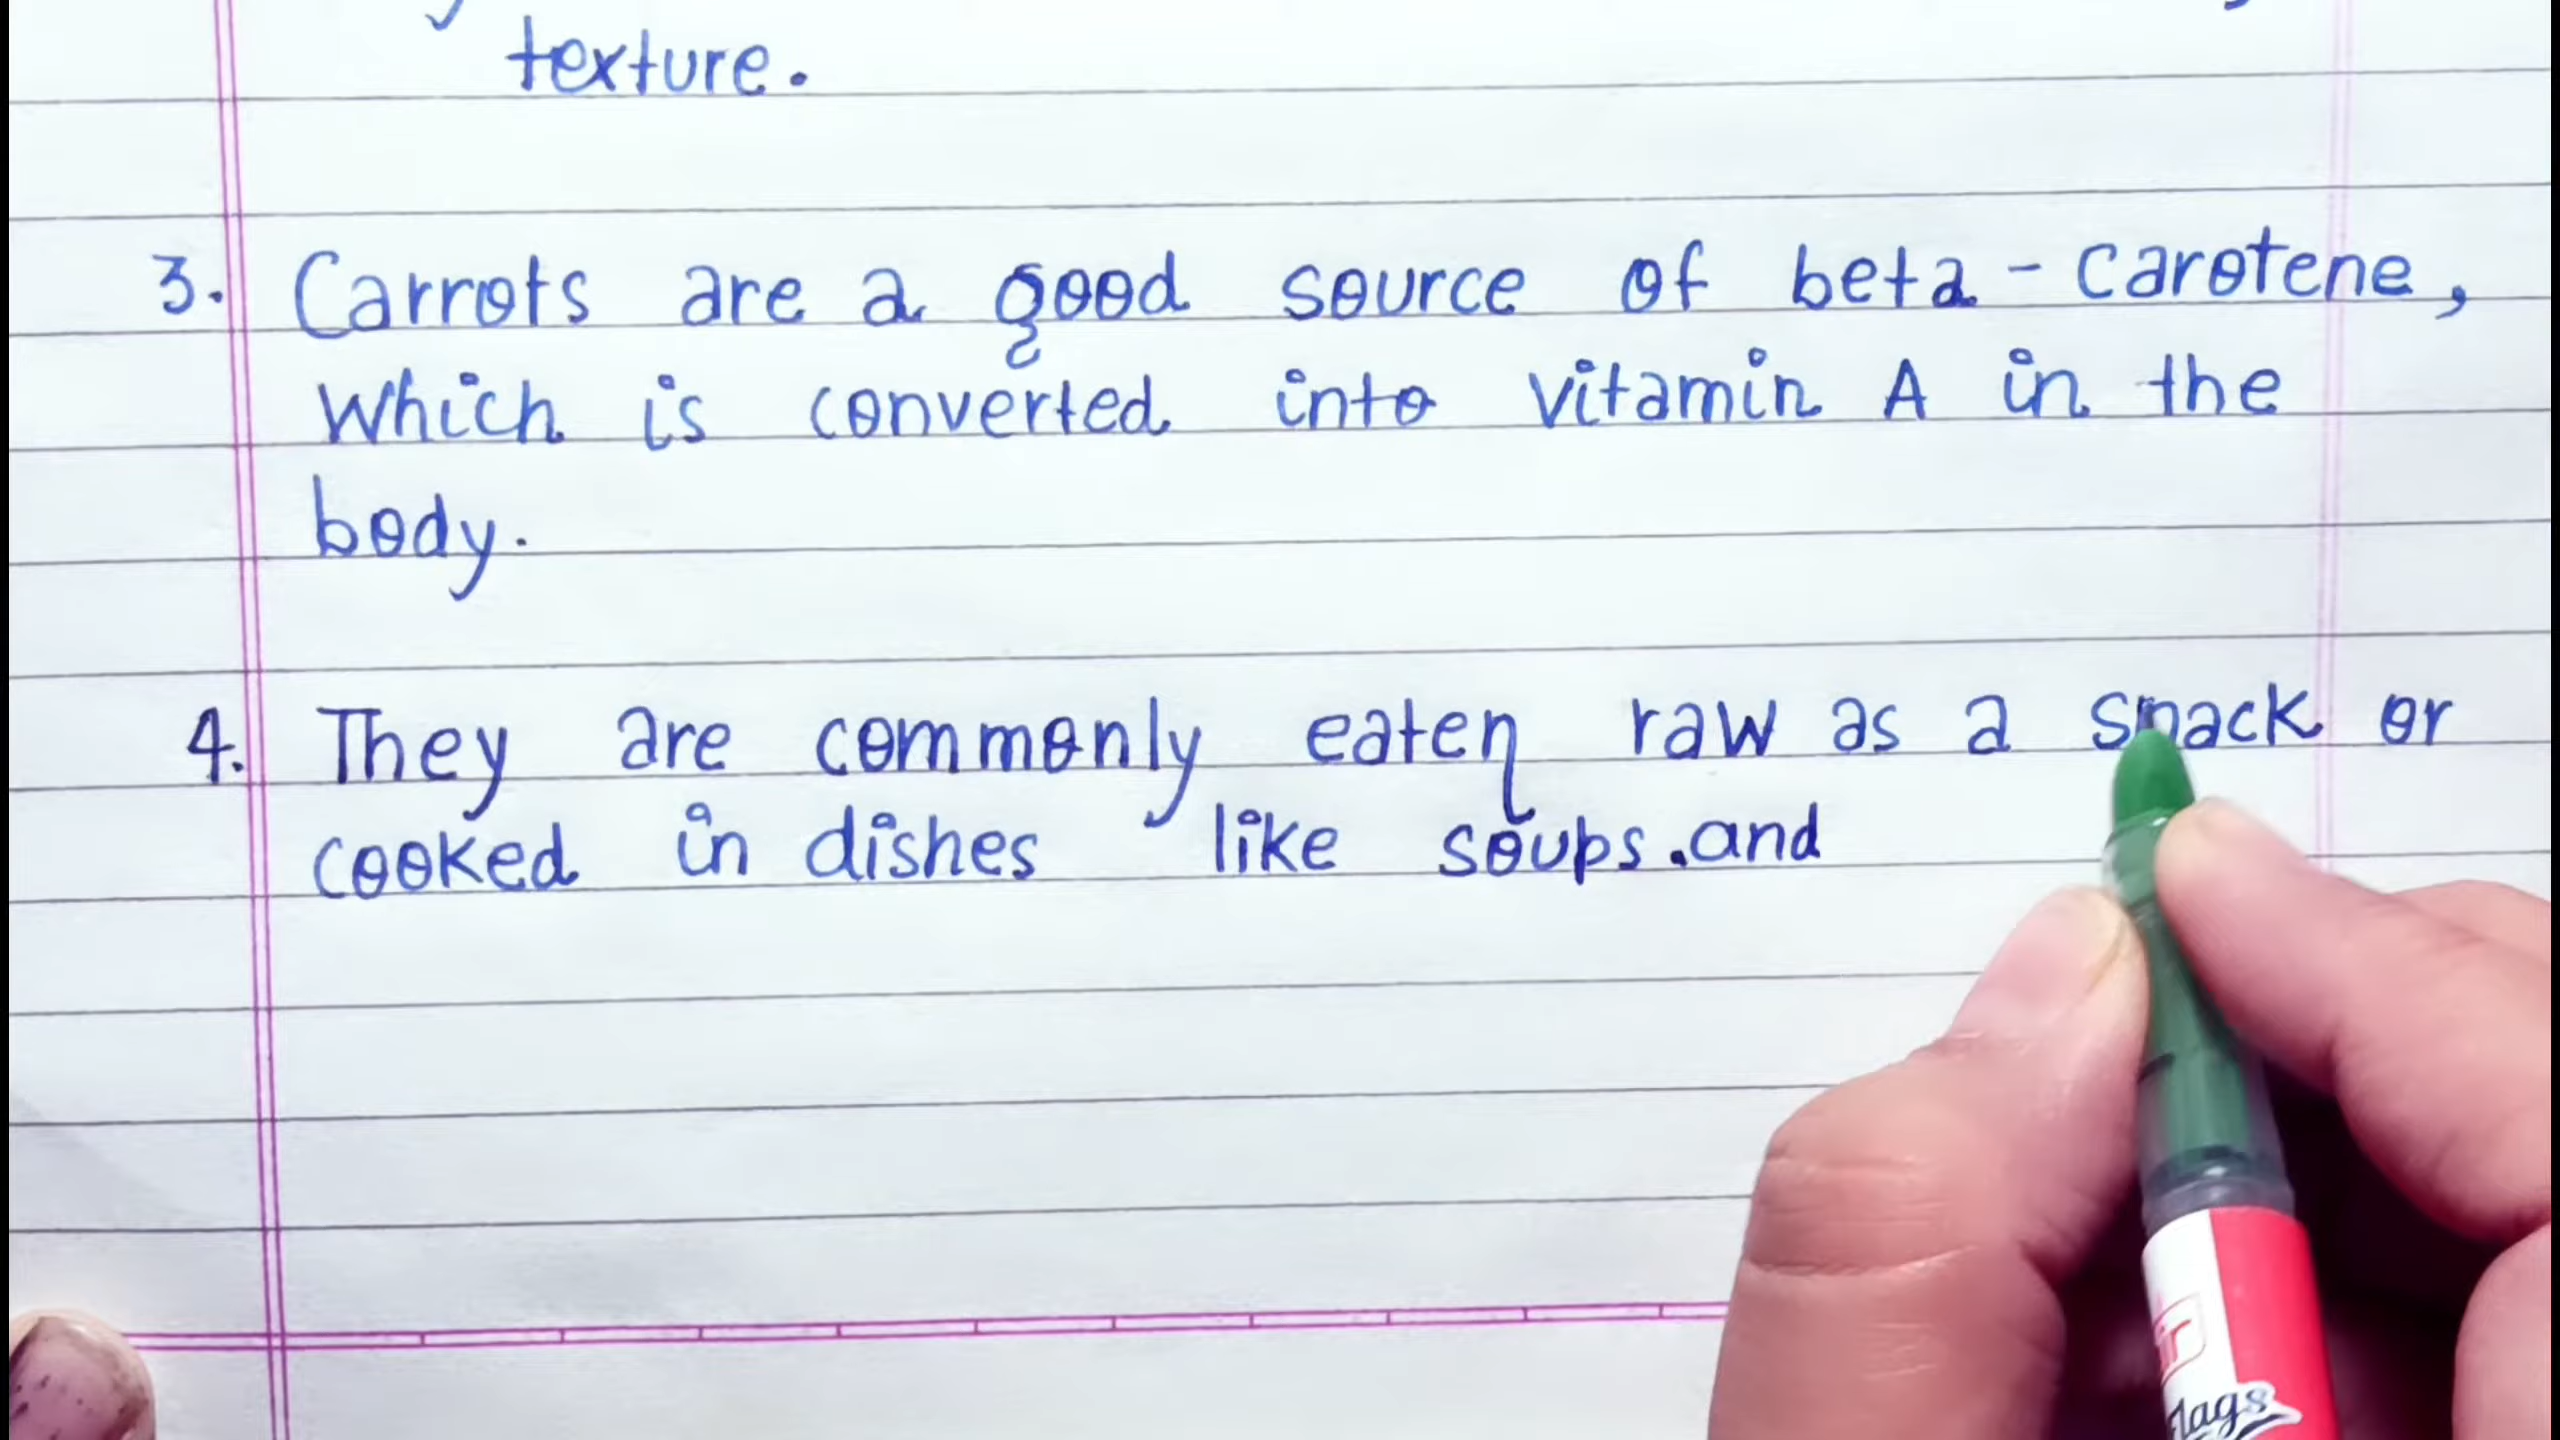 texture.
3. Carrots are a good source of beta - carotene,
which is converted into vitamin A in the
body.
4. They are commonly eaten raw as a snack or
cooked in dishes like soups.and
flags